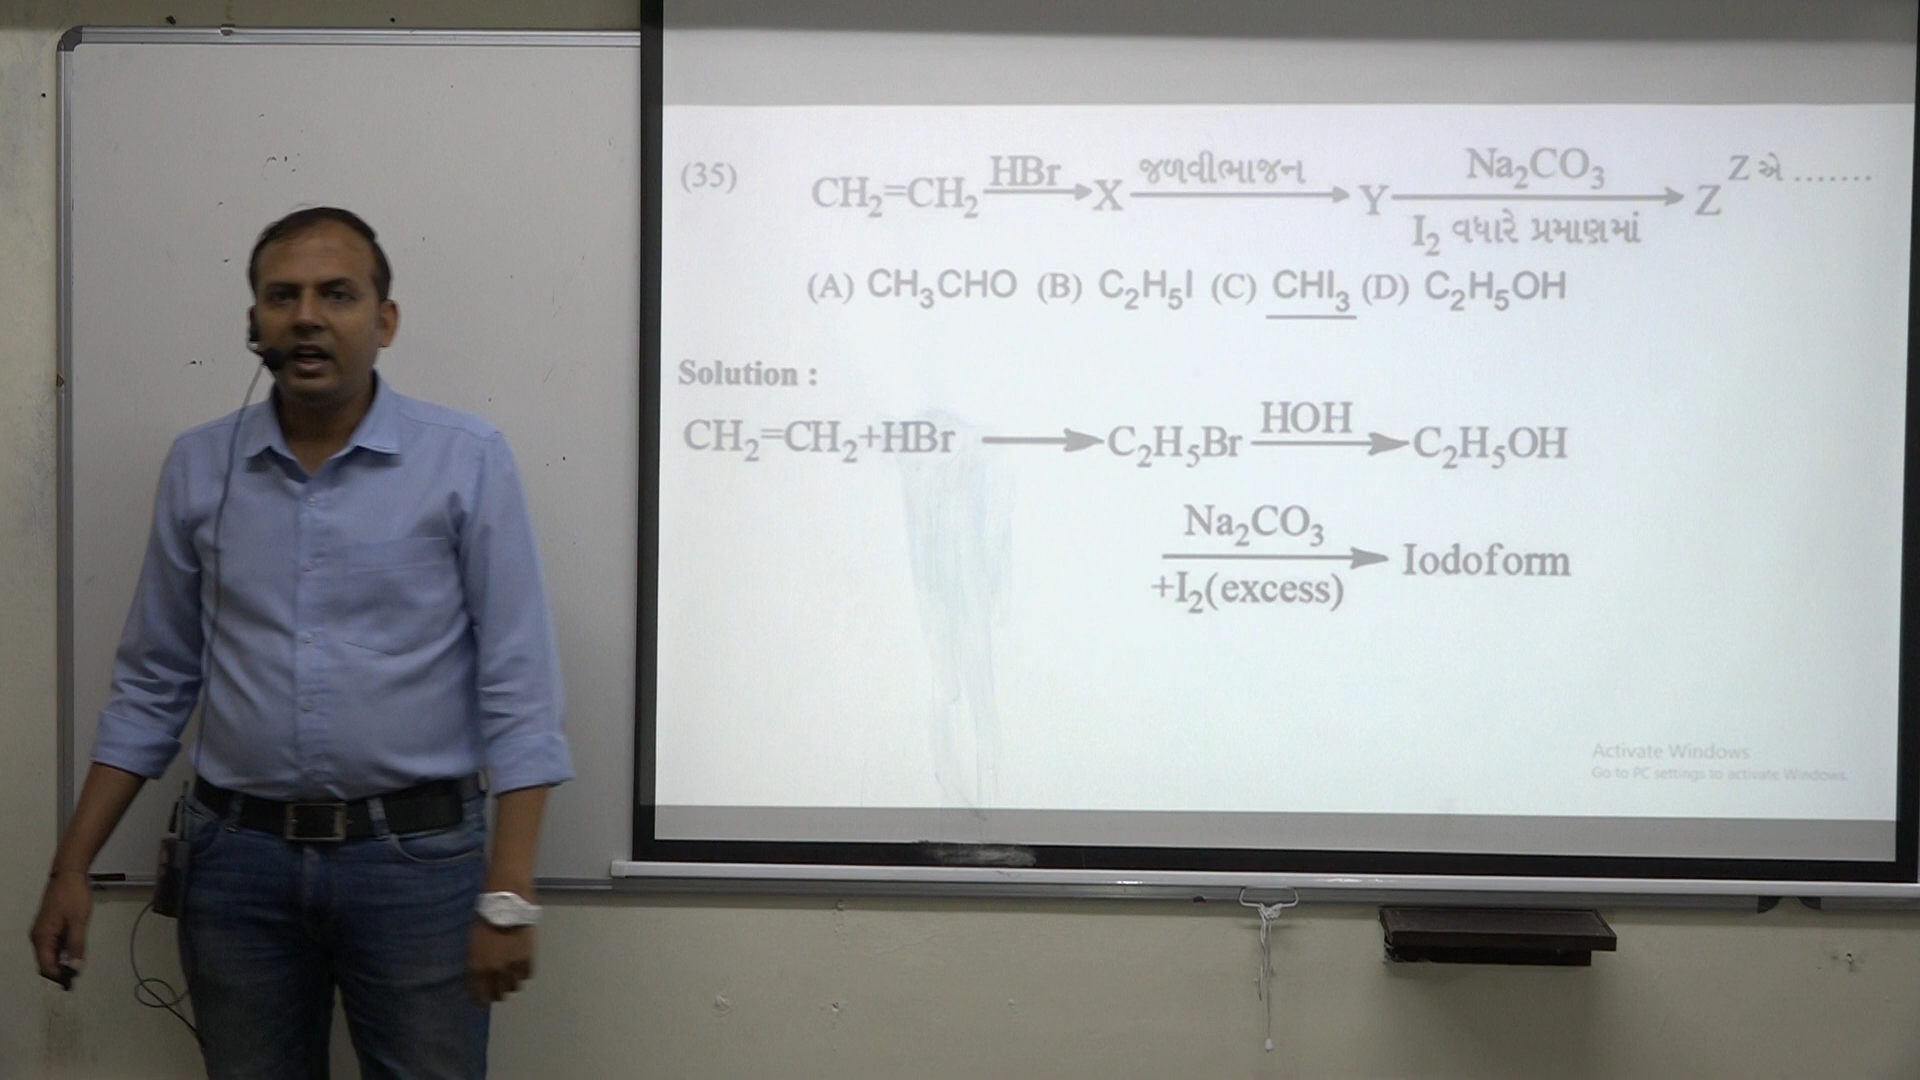 (35) CH₂=CH₂ HBr X જળવીભાજન Y Na₂CO₃ I₂ વધારે પ્રમાણમાં Z Z એ .......
(A) CH₃CHO (B) C₂H₅I (C) CHI₃ (D) C₂H₅OH
Solution :
CH₂=CH₂+HBr ⟶ C₂H₅Br HOH ⟶ C₂H₅OH
Na₂CO₃
⟶ Iodoform
+I₂(excess)
Activate Windows
Go to PC settings to activate Windows.